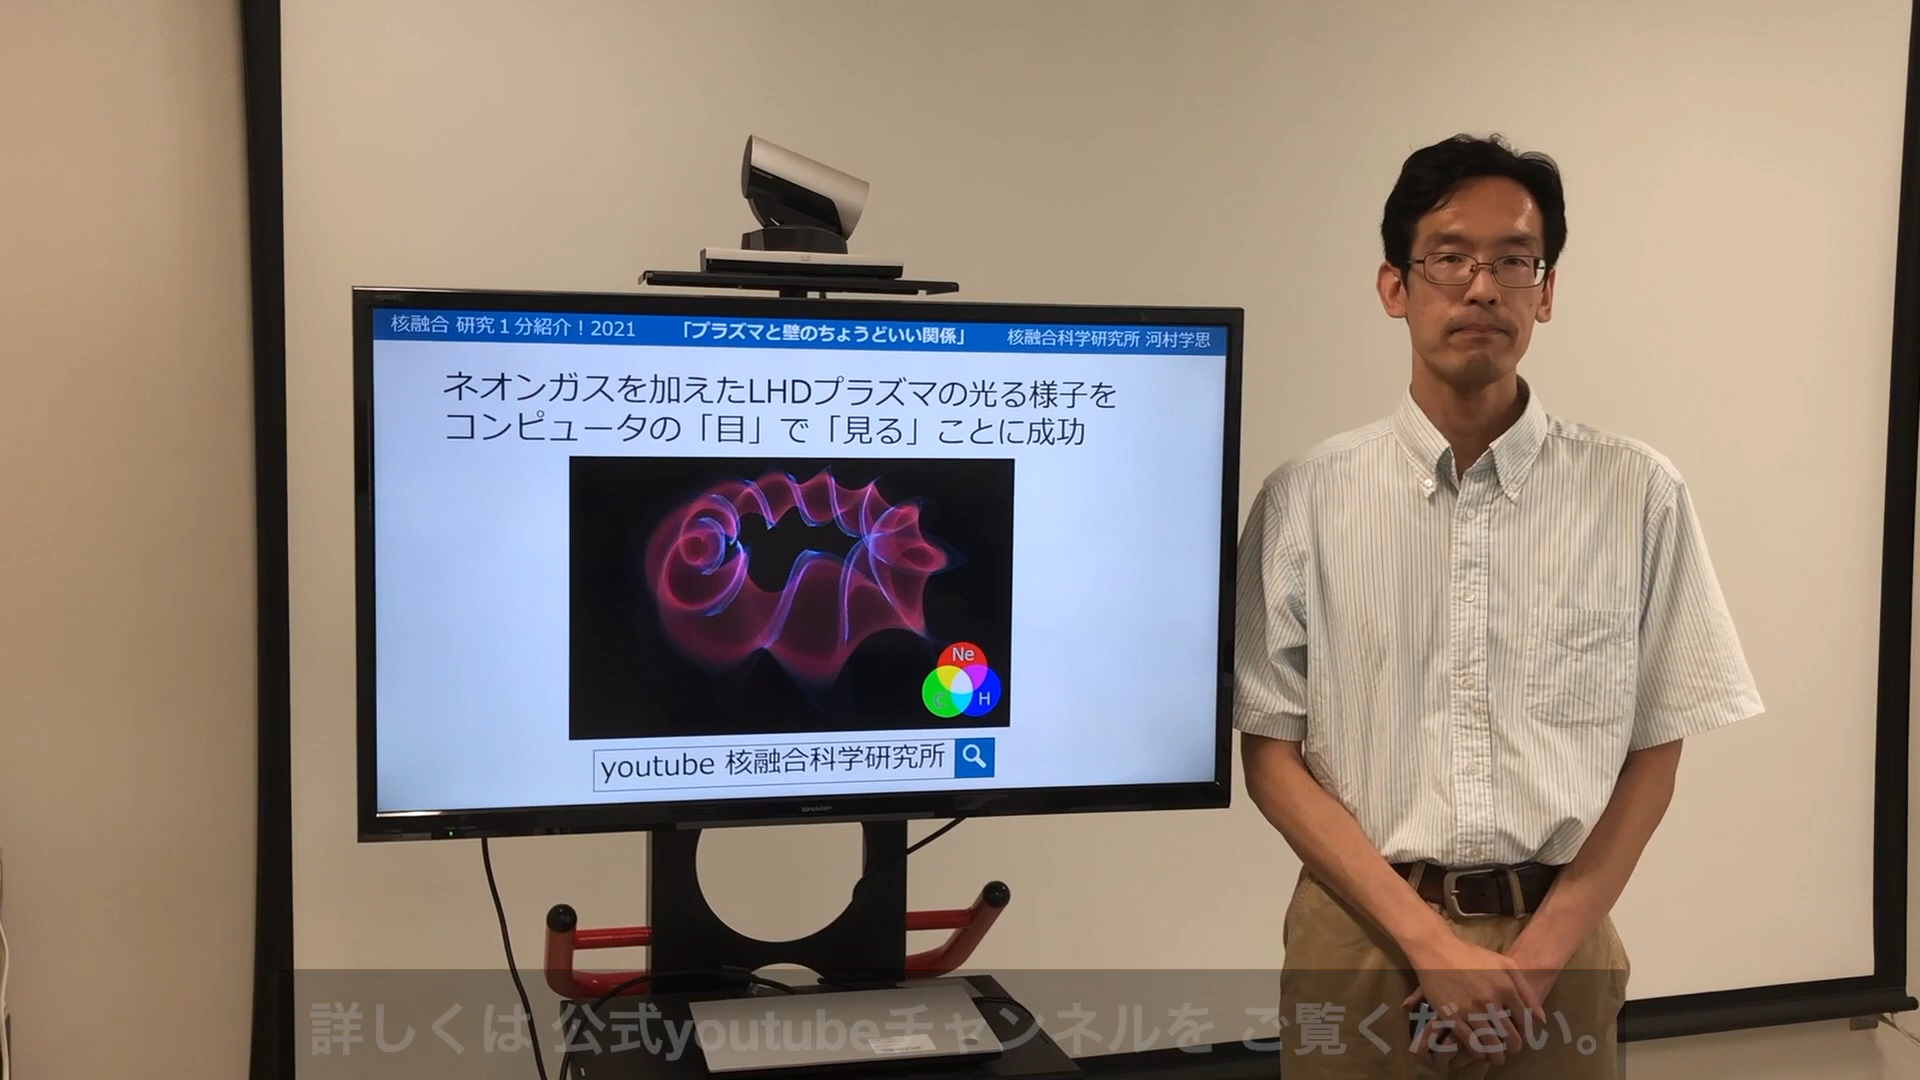 核融合 研究１分紹介！2021 「プラズマと壁のちょうどいい関係」 核融合科学研究所 河村学思
ネオンガスを加えたLHDプラズマの光る様子を
コンピュータの「目」で「見る」ことに成功
Ne
C H
youtube 核融合科学研究所
SHARP
詳しくは 公式youtubeチャンネルを ご覧ください。